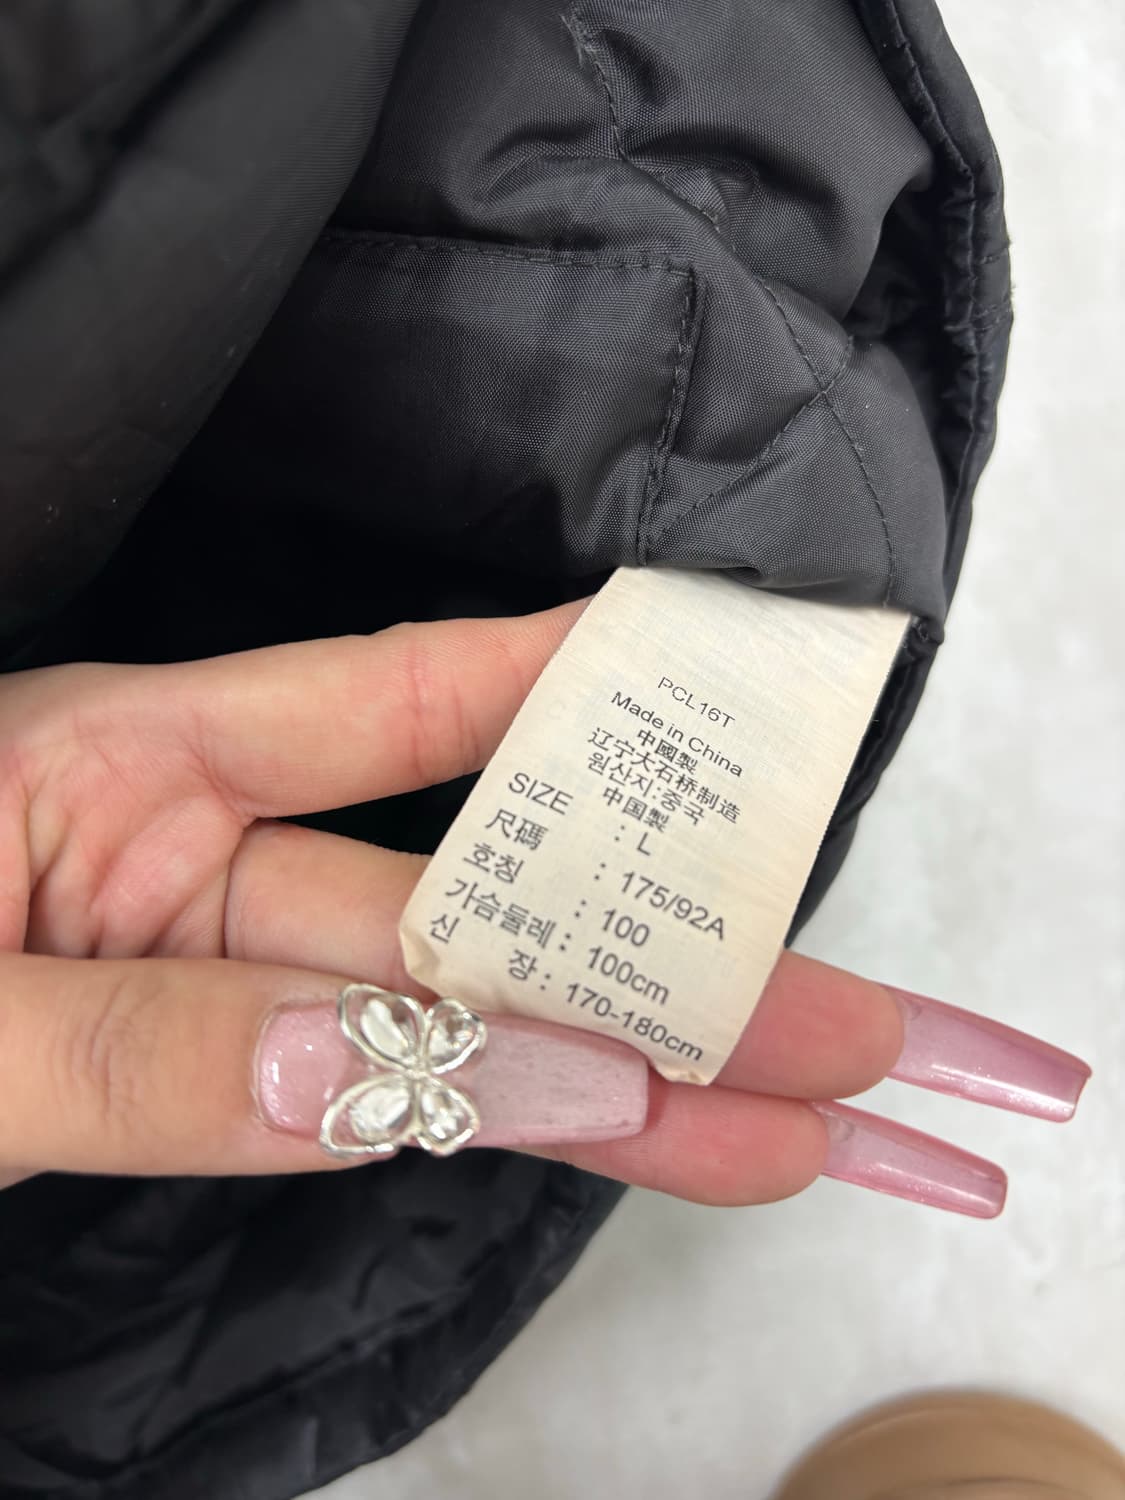 PCL16T
Made in China
中國製
辽宁大石桥制造
원산지:중국
中国製
SIZE : L
尺碼 : 175/92A
호칭 : 100
가슴둘레 : 100cm
신 장 : 170-180cm